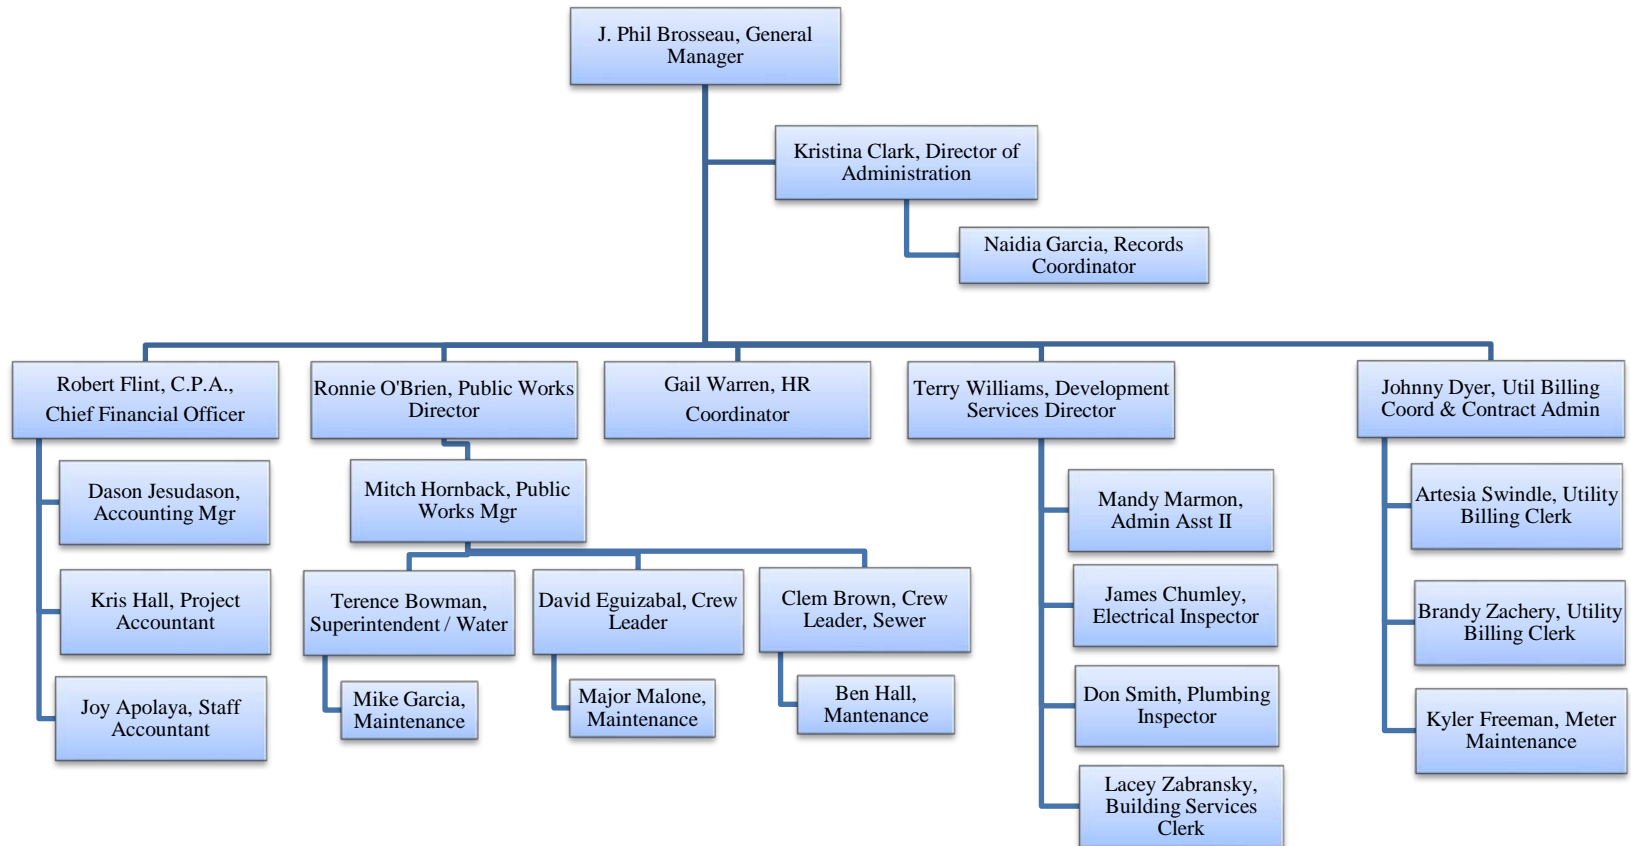 J. Phil Brosseau, General
Manager
Kristina Clark, Director of
Administration
Naidia Garcia, Records
Coordinator
Robert Flint, C.P.A.,
Chief Financial Officer
Dason Jesudason,
Accounting Mgr
Kris Hall, Project
Accountant
Joy Apolaya, Staff
Accountant
Ronnie O'Brien, Public Works
Director
Mitch Hornback, Public
Works Mgr
Terence Bowman,
Superintendent / Water
Mike Garcia,
Maintenance
David Eguizabal, Crew
Leader
Major Malone,
Maintenance
Clem Brown, Crew
Leader, Sewer
Ben Hall,
Mantenance
Gail Warren, HR
Coordinator
Terry Williams, Development
Services Director
Mandy Marmon,
Admin Asst II
James Chumley,
Electrical Inspector
Don Smith, Plumbing
Inspector
Lacey Zabransky,
Building Services
Clerk
Johnny Dyer, Util Billing
Coord & Contract Admin
Artesia Swindle, Utility
Billing Clerk
Brandy Zachery, Utility
Billing Clerk
Kyler Freeman, Meter
Maintenance